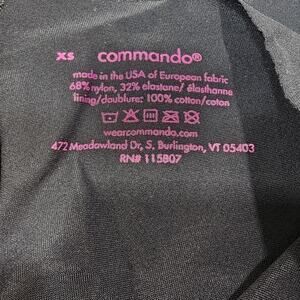 xs commando®
made in the USA of European fabric
68% nylon, 32% elastane/ élasthanne
lining/doublure: 100% cotton/coton
wearcommando.com
472 Meadowland Dr, S. Burlington, VT 05403
RN# 115807